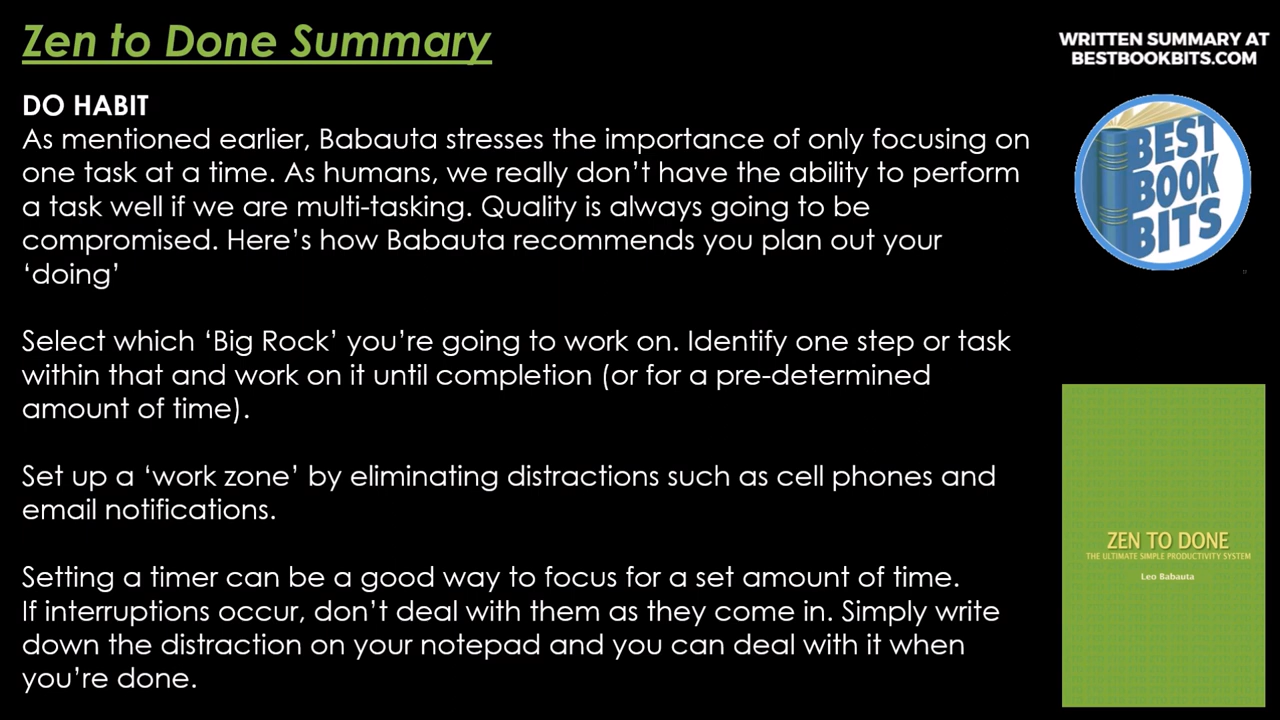 Zen to Done Summary
WRITTEN SUMMARY AT
BESTBOOKBITS.COM
DO HABIT
As mentioned earlier, Babauta stresses the importance of only focusing on
one task at a time. As humans, we really don’t have the ability to perform
a task well if we are multi-tasking. Quality is always going to be
compromised. Here’s how Babauta recommends you plan out your
‘doing’
Select which ‘Big Rock’ you’re going to work on. Identify one step or task
within that and work on it until completion (or for a pre-determined
amount of time).
Set up a ‘work zone’ by eliminating distractions such as cell phones and
email notifications.
Setting a timer can be a good way to focus for a set amount of time.
If interruptions occur, don’t deal with them as they come in. Simply write
down the distraction on your notepad and you can deal with it when
you’re done.
BEST
BOOK
BITS
ZEN TO DONE
THE ULTIMATE SIMPLE PRODUCTIVITY SYSTEM
Leo Babauta